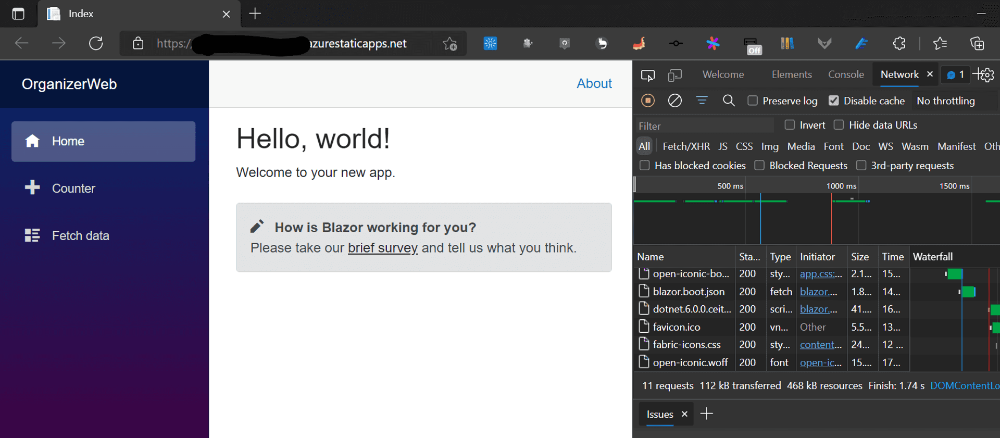 Index
https:/
azurestaticapps.net
Off
OrganizerWeb
Home
Counter
Fetch data
About
Hello, world!
Welcome to your new app.
How is Blazor working for you?
Please take our brief survey and tell us what you think.
Welcome Elements Console Network 1
Preserve log Disable cache No throttling
Filter Invert Hide data URLs
All Fetch/XHR JS CSS Img Media Font Doc WS Wasm Manifest Oth
Has blocked cookies Blocked Requests 3rd-party requests
500 ms 1000 ms 1500 ms
Name Sta... Type Initiator Size Time Waterfall
open-iconic-bo... 200 sty... app.css:... 2.1... 15...
blazor.boot.json 200 fetch blazor.... 1.8... 14...
dotnet.6.0.0.ceit... 200 scri... blazor.... 41.... 16...
favicon.ico 200 vn... Other 5.5... 13...
fabric-icons.css 200 sty... content... 24... 12 ...
open-iconic.woff 200 font open-ic... 15.... 17...
11 requests 112 kB transferred 468 kB resources Finish: 1.74 s DOMContentLo
Issues